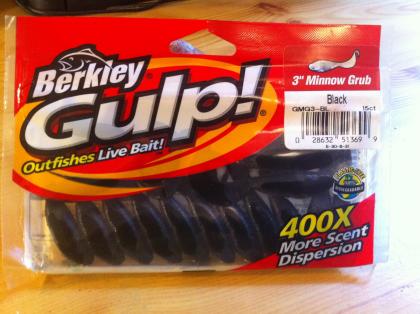 Berkley
Gulp!
Outfishes Live Bait!
3" Minnow Grub
Black
GMG3-BL 15ct
0 28632 51369 9
400X
More Scent
Dispersion